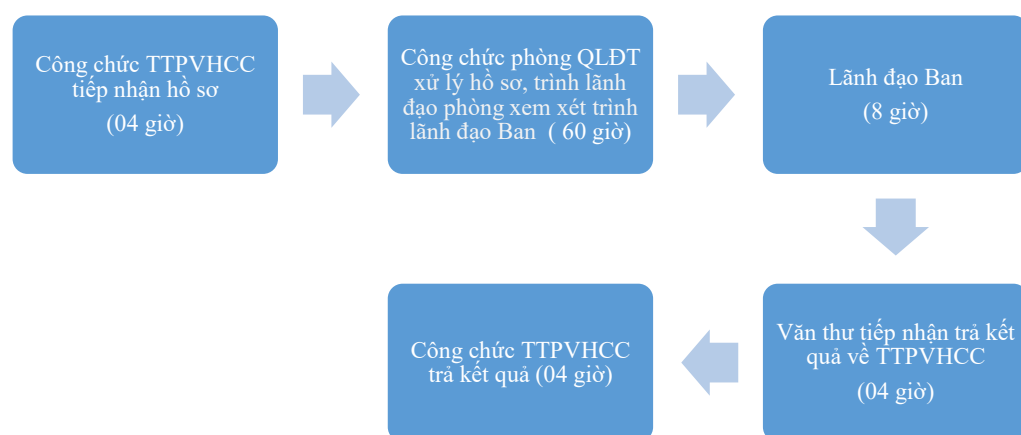 Công chức TTPVHCC
tiếp nhận hồ sơ
(04 giờ)
Công chức phòng QLĐT
xử lý hồ sơ, trình lãnh
đạo phòng xem xét trình
lãnh đạo Ban ( 60 giờ)
Lãnh đạo Ban
(8 giờ)
Văn thư tiếp nhận trả kết
quả về TTPVHCC
(04 giờ)
Công chức TTPVHCC
trả kết quả (04 giờ)